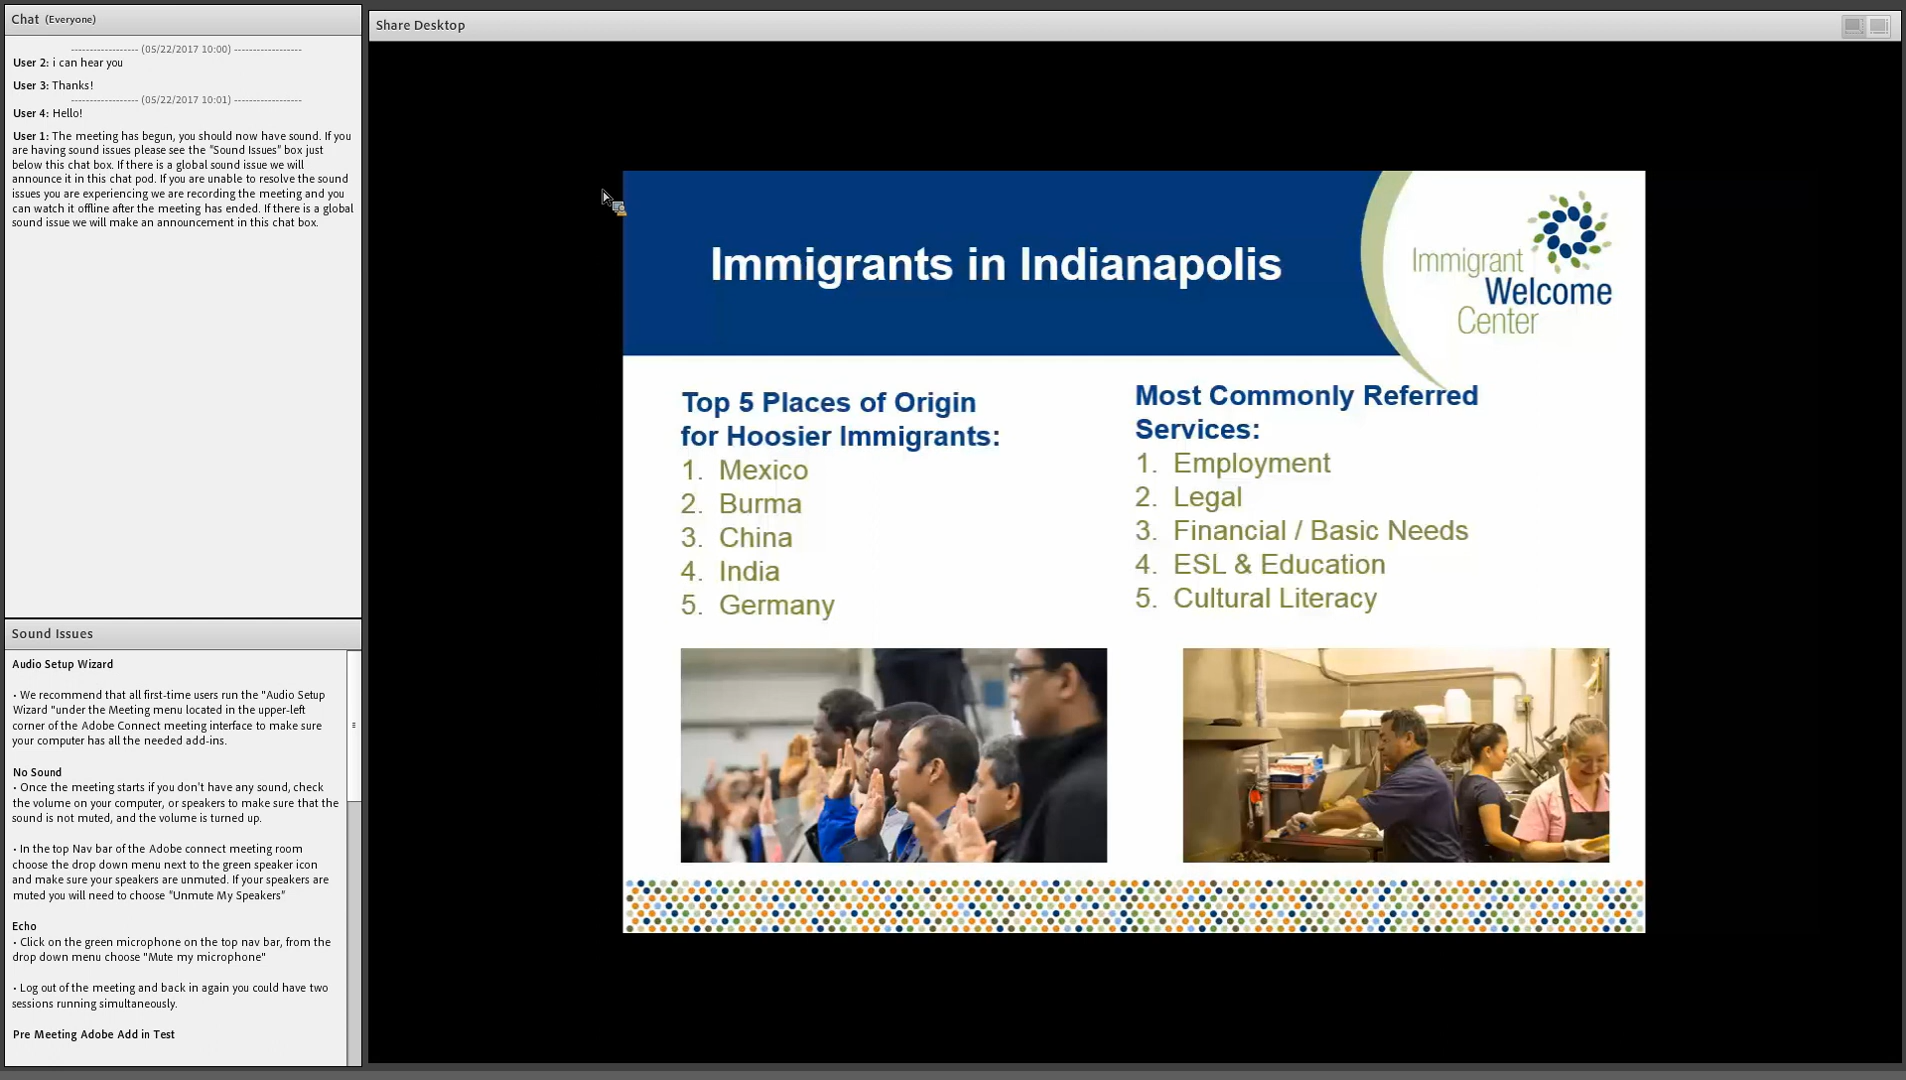 Chat (Everyone)
------------------ (05/22/2017 10:00) ------------------
User 2: i can hear you
User 3: Thanks!
------------------ (05/22/2017 10:01) ------------------
User 4: Hello!
User 1: The meeting has begun, you should now have sound. If you
are having sound issues please see the "Sound Issues" box just
below this chat box. If there is a global sound issue we will
announce it in this chat pod. If you are unable to resolve the sound
issues you are experiencing we are recording the meeting and you
can watch it offline after the meeting has ended. If there is a global
sound issue we will make an announcement in this chat box.
Sound Issues
Audio Setup Wizard
• We recommend that all first-time users run the "Audio Setup
Wizard "under the Meeting menu located in the upper-left
corner of the Adobe Connect meeting interface to make sure
your computer has all the needed add-ins.
No Sound
• Once the meeting starts if you don't have any sound, check
the volume on your computer, or speakers to make sure that the
sound is not muted, and the volume is turned up.
• In the top Nav bar of the Adobe connect meeting room
choose the drop down menu next to the green speaker icon
and make sure your speakers are unmuted. If your speakers are
muted you will need to choose "Unmute My Speakers"
Echo
• Click on the green microphone on the top nav bar, from the
drop down menu choose "Mute my microphone"
• Log out of the meeting and back in again you could have two
sessions running simultaneously.
Pre Meeting Adobe Add in Test
Share Desktop
Immigrants in Indianapolis
Immigrant
Welcome
Center
Top 5 Places of Origin
for Hoosier Immigrants:
1. Mexico
2. Burma
3. China
4. India
5. Germany
Most Commonly Referred
Services:
1. Employment
2. Legal
3. Financial / Basic Needs
4. ESL & Education
5. Cultural Literacy